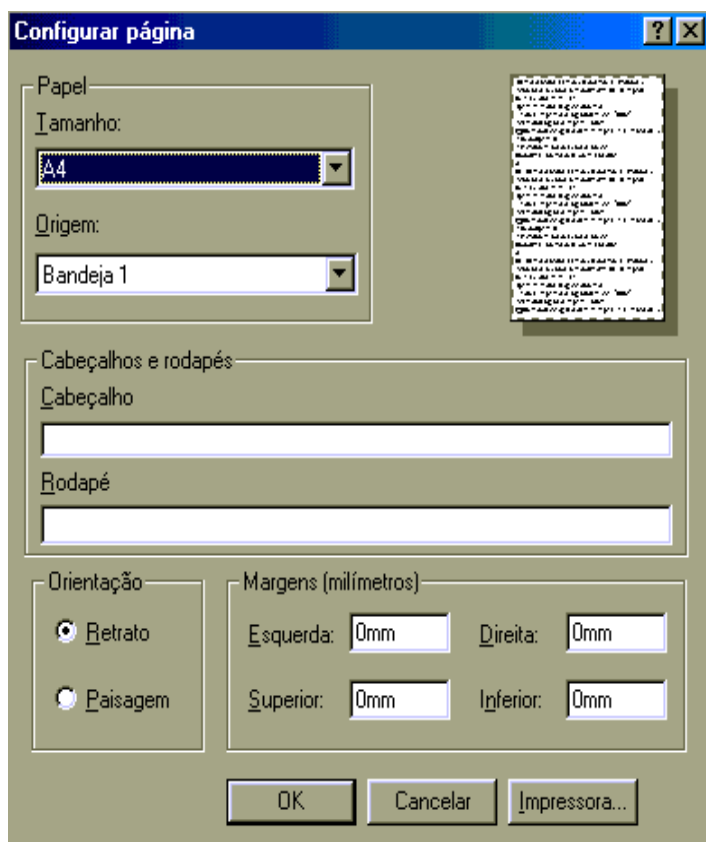 Configurar página
Papel
Tamanho:
A4
Origem:
Bandeja 1
Cabeçalhos e rodapés
Cabeçalho
Rodapé
Orientação
Retrato
Paisagem
Margens (milímetros)
Esquerda: 0mm Direita: 0mm
Superior: 0mm Inferior: 0mm
OK Cancelar Impressora...